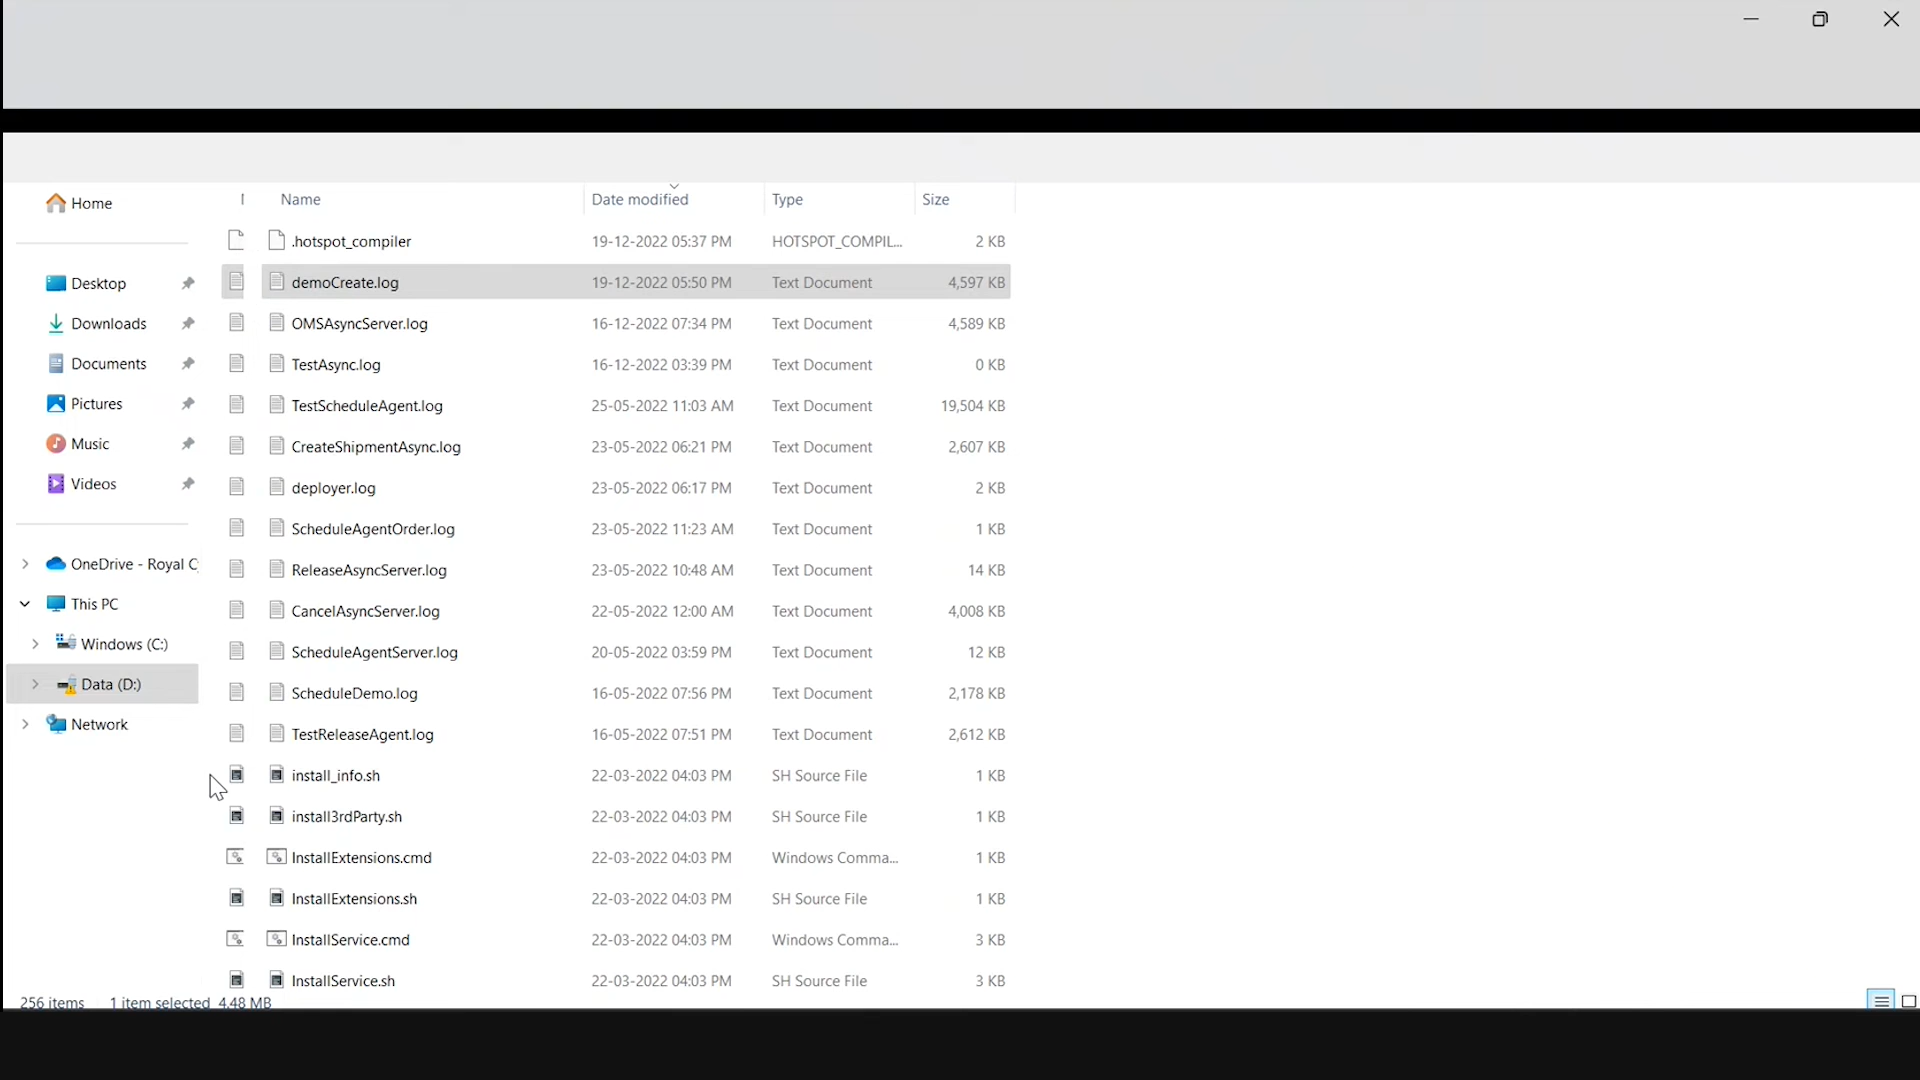 Home
Desktop
Downloads
Documents
Pictures
Music
Videos
OneDrive - Royal C
This PC
Windows (C:)
Data (D:)
Network
Name Date modified Type Size
.hotspot_compiler 19-12-2022 05:37 PM HOTSPOT_COMPIL... 2 KB
demoCreate.log 19-12-2022 05:50 PM Text Document 4,597 KB
OMSAsyncServer.log 16-12-2022 07:34 PM Text Document 4,589 KB
TestAsync.log 16-12-2022 03:39 PM Text Document 0 KB
TestScheduleAgent.log 25-05-2022 11:03 AM Text Document 19,504 KB
CreateShipmentAsync.log 23-05-2022 06:21 PM Text Document 2,607 KB
deployer.log 23-05-2022 06:17 PM Text Document 2 KB
ScheduleAgentOrder.log 23-05-2022 11:23 AM Text Document 1 KB
ReleaseAsyncServer.log 23-05-2022 10:48 AM Text Document 14 KB
CancelAsyncServer.log 22-05-2022 12:00 AM Text Document 4,008 KB
ScheduleAgentServer.log 20-05-2022 03:59 PM Text Document 12 KB
ScheduleDemo.log 16-05-2022 07:56 PM Text Document 2,178 KB
TestReleaseAgent.log 16-05-2022 07:51 PM Text Document 2,612 KB
install_info.sh 22-03-2022 04:03 PM SH Source File 1 KB
install3rdParty.sh 22-03-2022 04:03 PM SH Source File 1 KB
InstallExtensions.cmd 22-03-2022 04:03 PM Windows Comma... 1 KB
InstallExtensions.sh 22-03-2022 04:03 PM SH Source File 1 KB
InstallService.cmd 22-03-2022 04:03 PM Windows Comma... 3 KB
InstallService.sh 22-03-2022 04:03 PM SH Source File 3 KB
256 items 1 item selected 4.48 MB